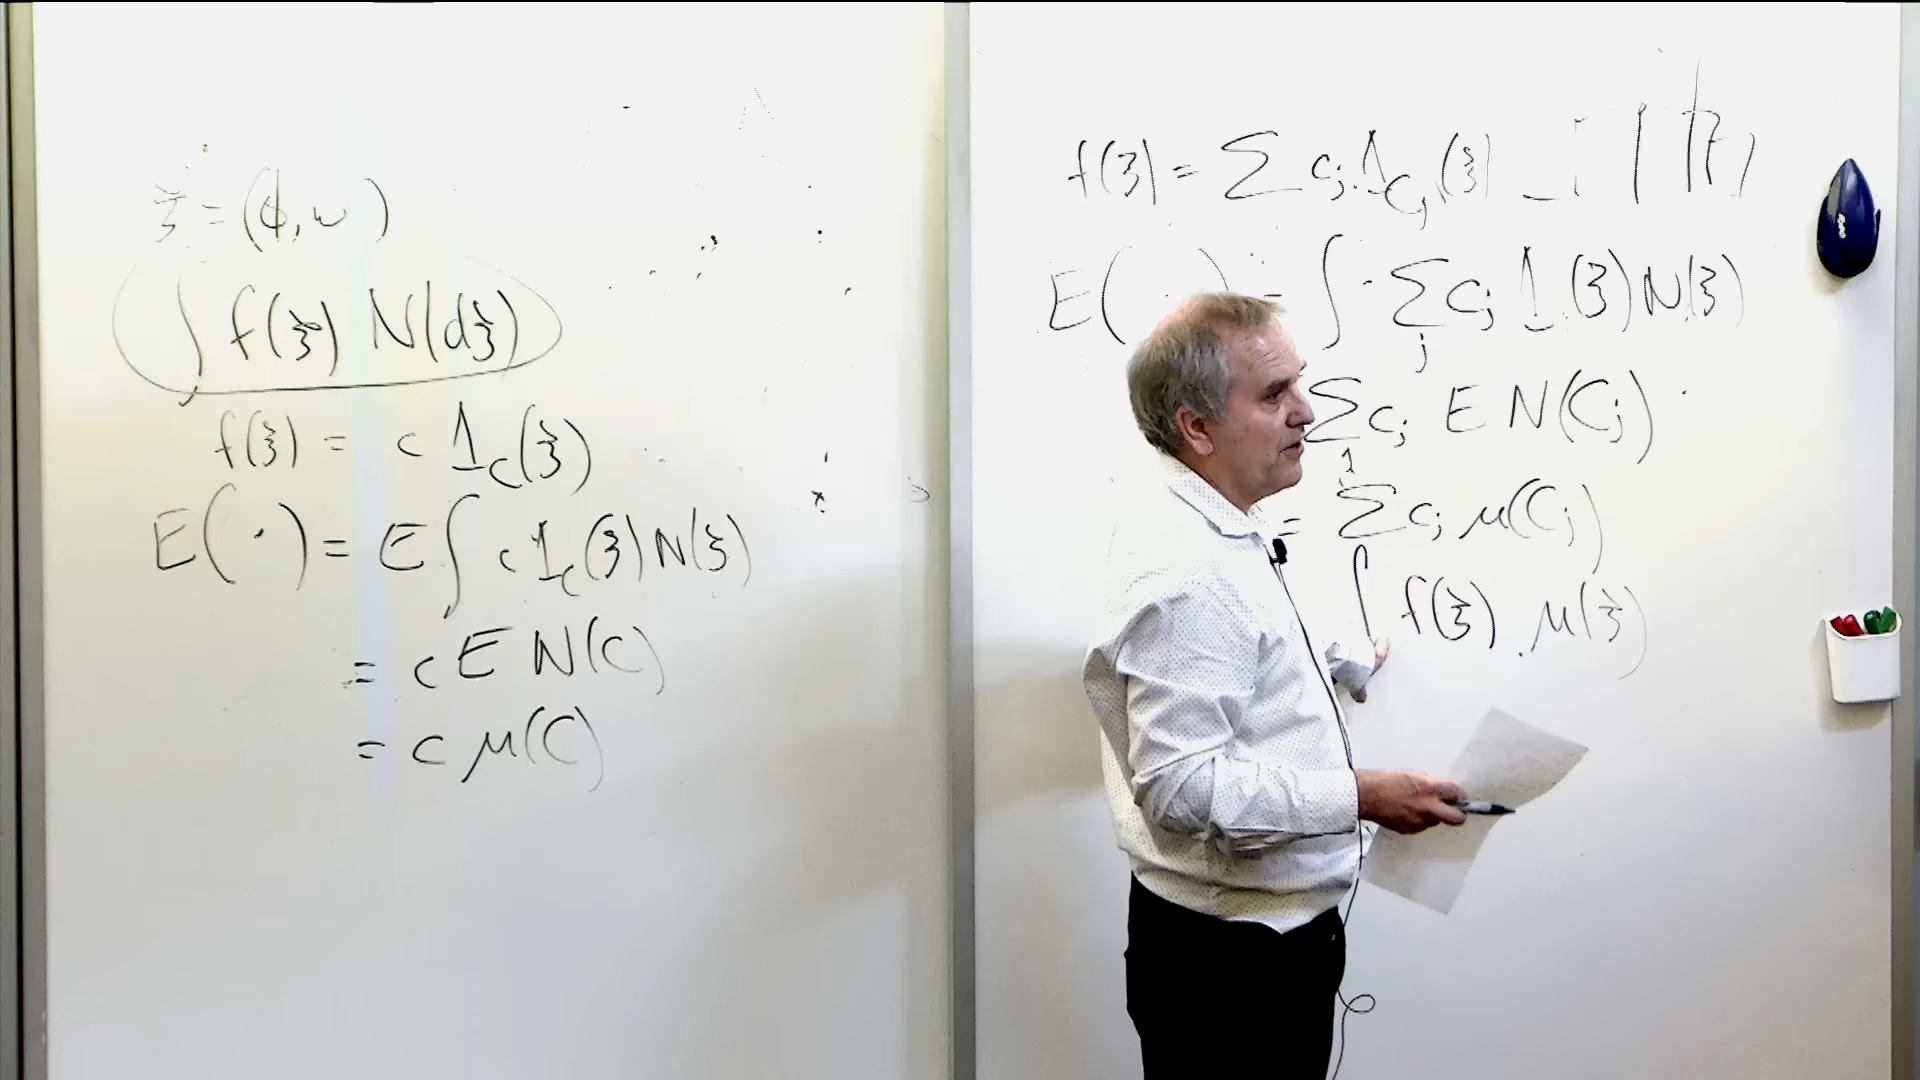 ξ = (ϕ, w)
∫ f(ξ) N(dξ)
f(ξ) = c 1_C(ξ)
E(·) = E∫ c 1_C(ξ) N(ξ)
= c E N(C)
= c μ(C)
f(ξ) = Σ c_j 1_{C_j}(ξ)
E( · ) = ∫ Σ_j c_j 1 (ξ) N(ξ)
Σ c_j E N(C_j)
= Σ c_j μ(C_j)
∫ f(ξ) μ(ξ)